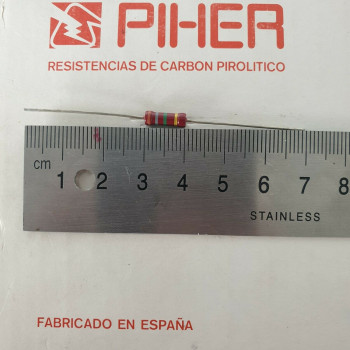 PIHER
RESISTENCIAS DE CARBON PIROLITICO
cm
1 2 3 4 5 6 7 8
STAINLESS
FABRICADO EN ESPAÑA